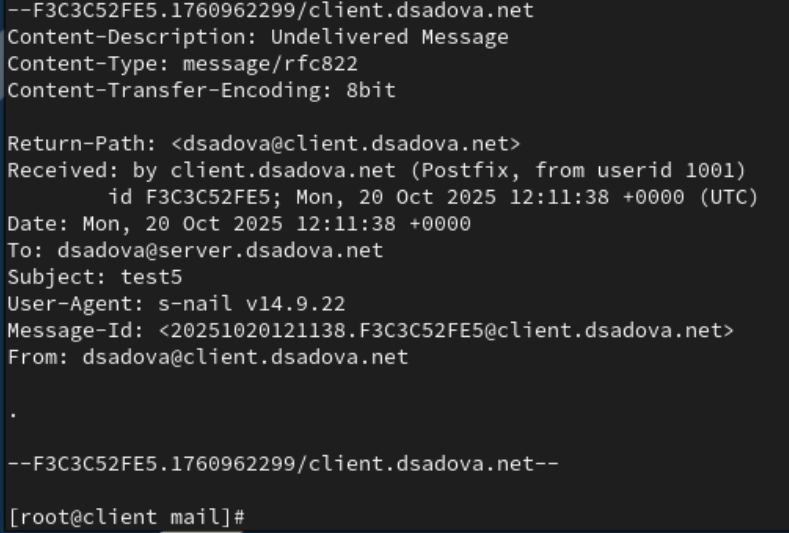 --F3C3C52FE5.1760962299/client.dsadova.net
Content-Description: Undelivered Message
Content-Type: message/rfc822
Content-Transfer-Encoding: 8bit

Return-Path: <dsadova@client.dsadova.net>
Received: by client.dsadova.net (Postfix, from userid 1001)
        id F3C3C52FE5; Mon, 20 Oct 2025 12:11:38 +0000 (UTC)
Date: Mon, 20 Oct 2025 12:11:38 +0000
To: dsadova@server.dsadova.net
Subject: test5
User-Agent: s-nail v14.9.22
Message-Id: <20251020121138.F3C3C52FE5@client.dsadova.net>
From: dsadova@client.dsadova.net

.

--F3C3C52FE5.1760962299/client.dsadova.net--

[root@client mail]#